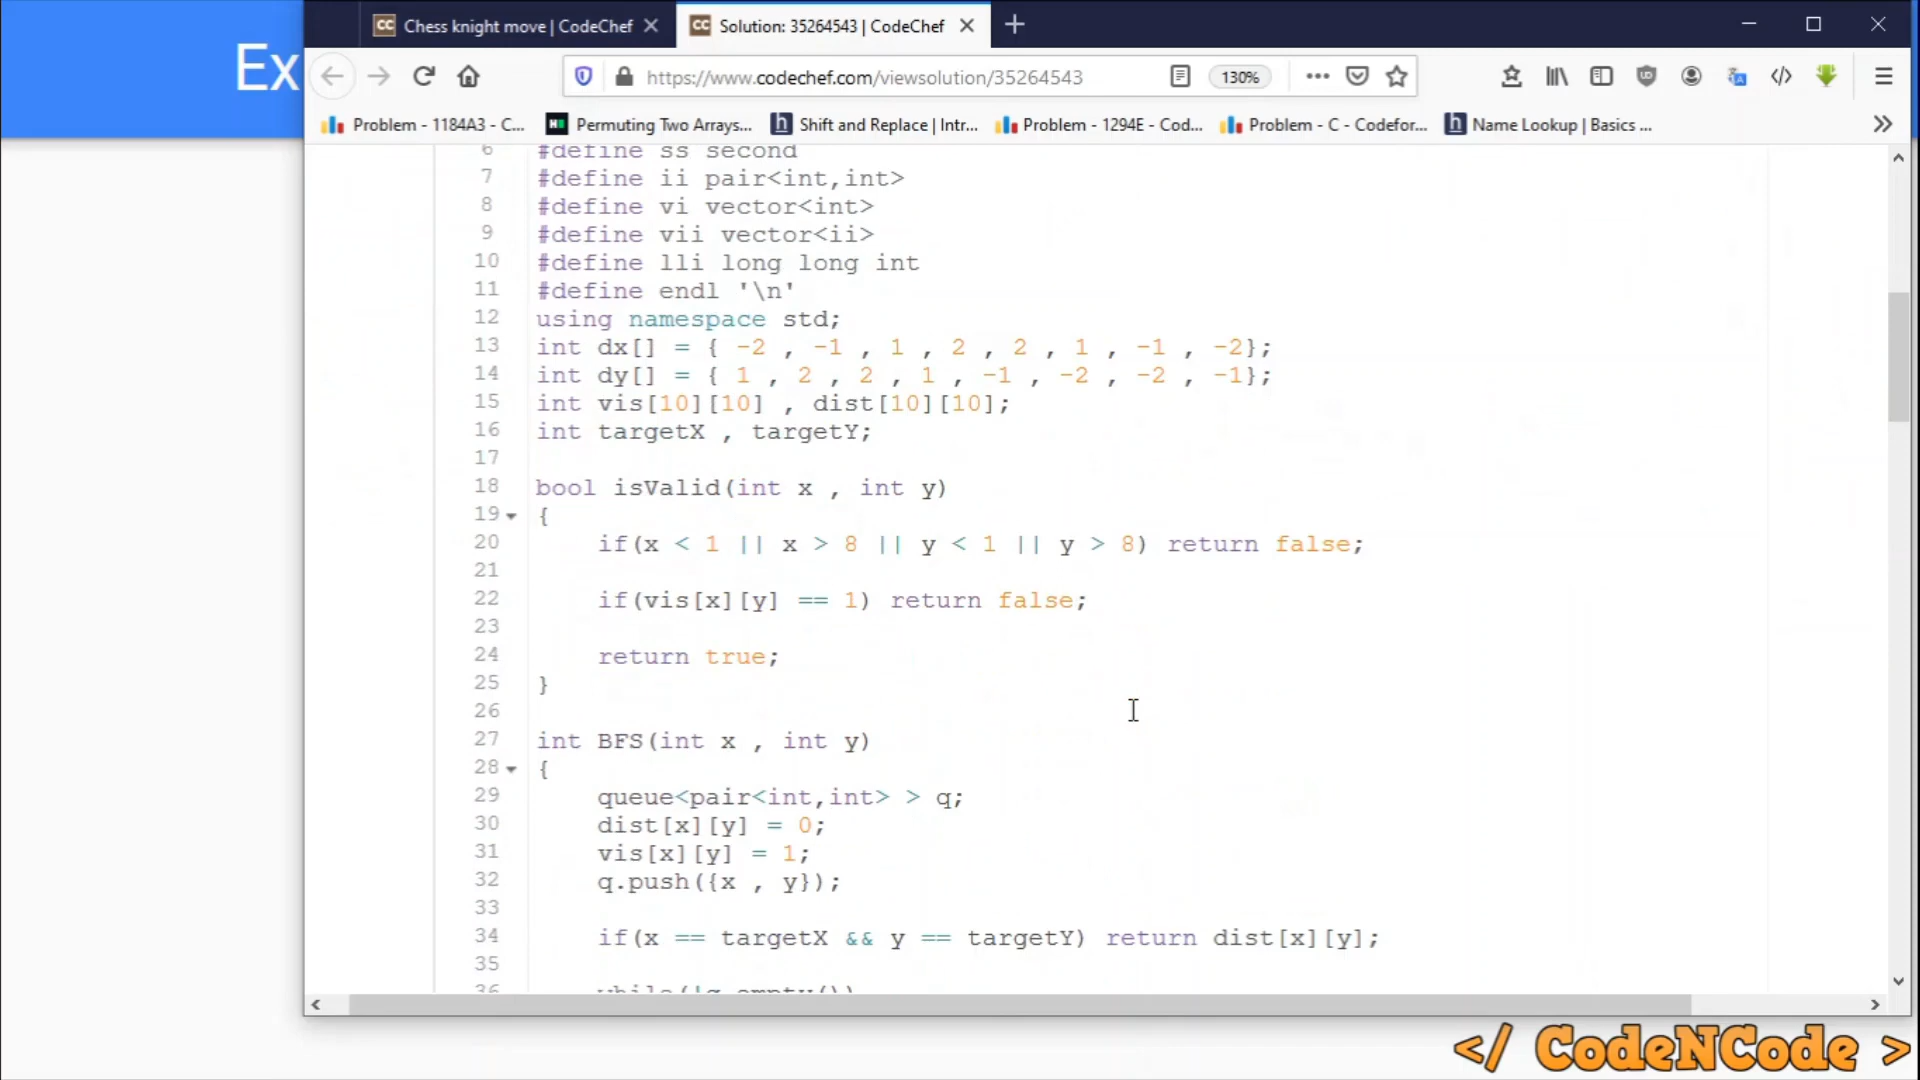 Ex
Chess knight move | CodeChef
Solution: 35264543 | CodeChef
https://www.codechef.com/viewsolution/35264543
130%
Problem - 1184A3 - C...
Permuting Two Arrays...
Shift and Replace | Intr...
Problem - 1294E - Cod...
Problem - C - Codefor...
Name Lookup | Basics ...
6 #define ss second
7 #define ii pair<int,int>
8 #define vi vector<int>
9 #define vii vector<ii>
10 #define lli long long int
11 #define endl '\n'
12 using namespace std;
13 int dx[] = { -2 , -1 , 1 , 2 , 2 , 1 , -1 , -2};
14 int dy[] = { 1 , 2 , 2 , 1 , -1 , -2 , -2 , -1};
15 int vis[10][10] , dist[10][10];
16 int targetX , targetY;
17
18 bool isValid(int x , int y)
19 {
20 if(x < 1 || x > 8 || y < 1 || y > 8) return false;
21
22 if(vis[x][y] == 1) return false;
23
24 return true;
25 }
26
27 int BFS(int x , int y)
28 {
29 queue<pair<int,int> > q;
30 dist[x][y] = 0;
31 vis[x][y] = 1;
32 q.push({x , y});
33
34 if(x == targetX && y == targetY) return dist[x][y];
35
36 while(!q.empty())
</ CodeNCode >